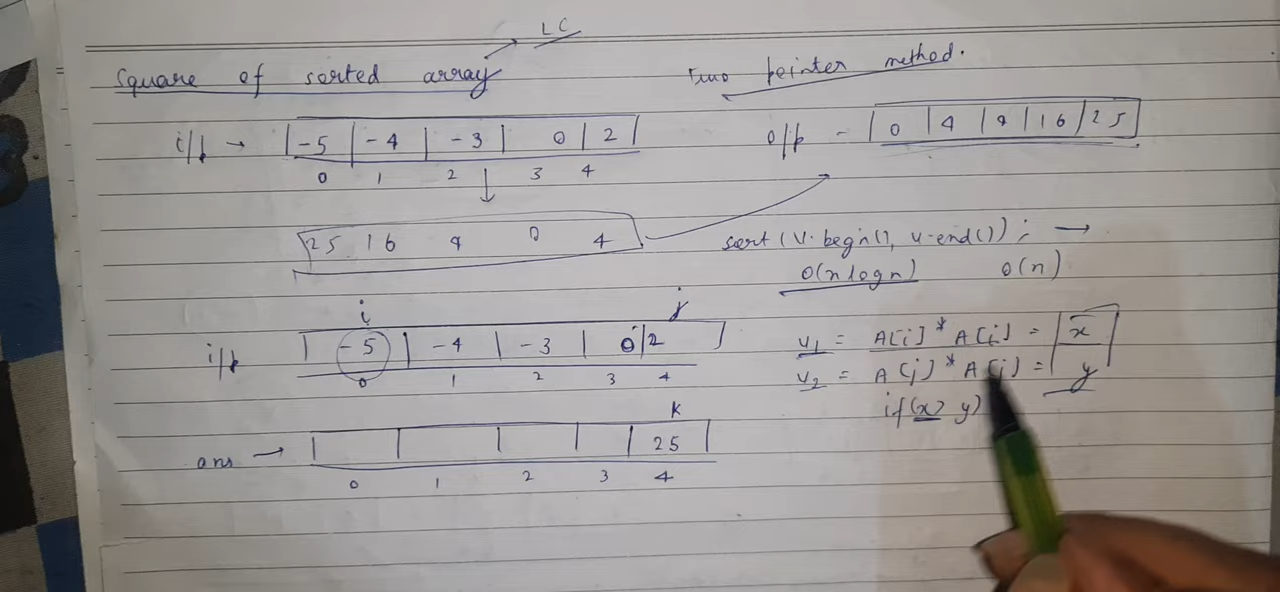 LC
Square of sorted array
Two pointer method.
i/p → -5 -4 -3 0 2
0 1 2 3 4
o/p - 0 4 9 16 25
25 16 9 0 4
sort (v.begin(), v.end()); →
O(n logn) O(n)
i j
i/p -5 -4 -3 0 2
0 1 2 3 4
v1 = A[i] * A[i] = x
v2 = A[j] * A[j] = y
if(x> y)
k
ans → 25
0 1 2 3 4